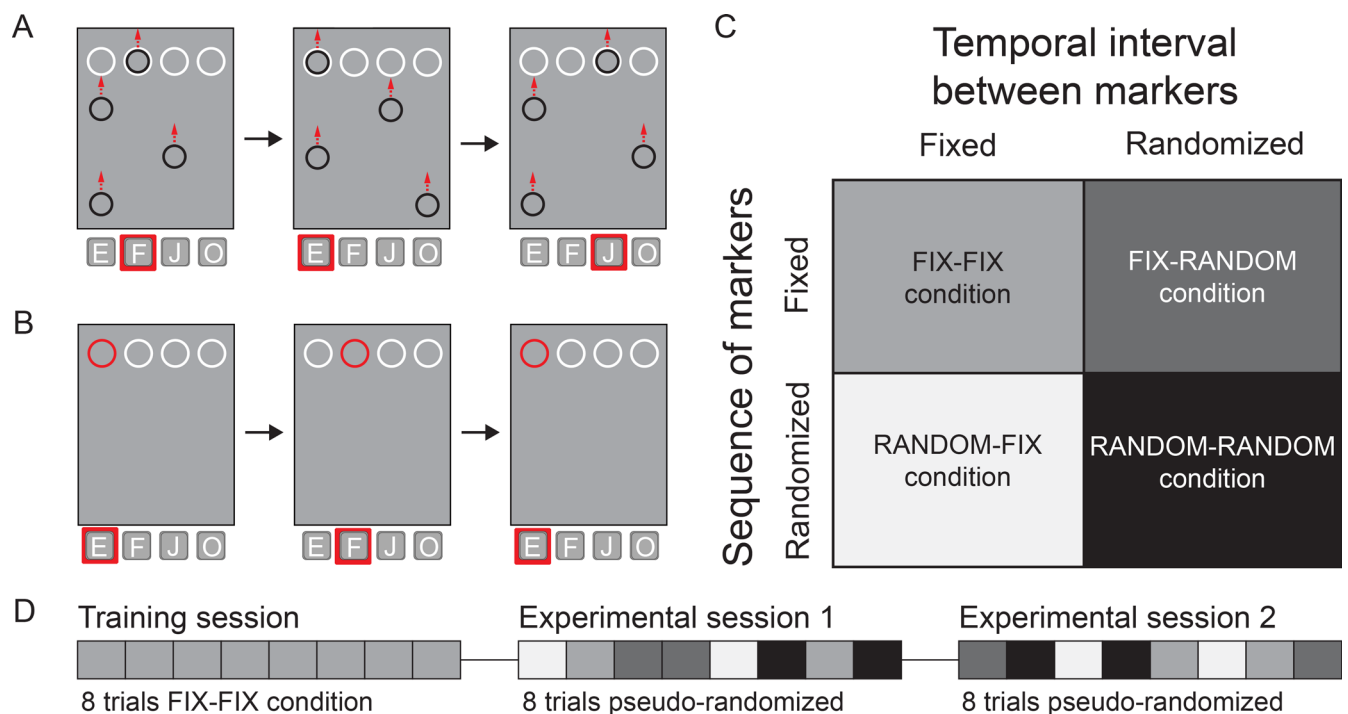 A
E F J O
E F J O
E F J O
B
E F J O
E F J O
E F J O
C
Temporal interval
between markers
Fixed
Randomized
Sequence of markers
Fixed
Randomized
FIX-FIX
condition
FIX-RANDOM
condition
RANDOM-FIX
condition
RANDOM-RANDOM
condition
D
Training session
8 trials FIX-FIX condition
Experimental session 1
8 trials pseudo-randomized
Experimental session 2
8 trials pseudo-randomized